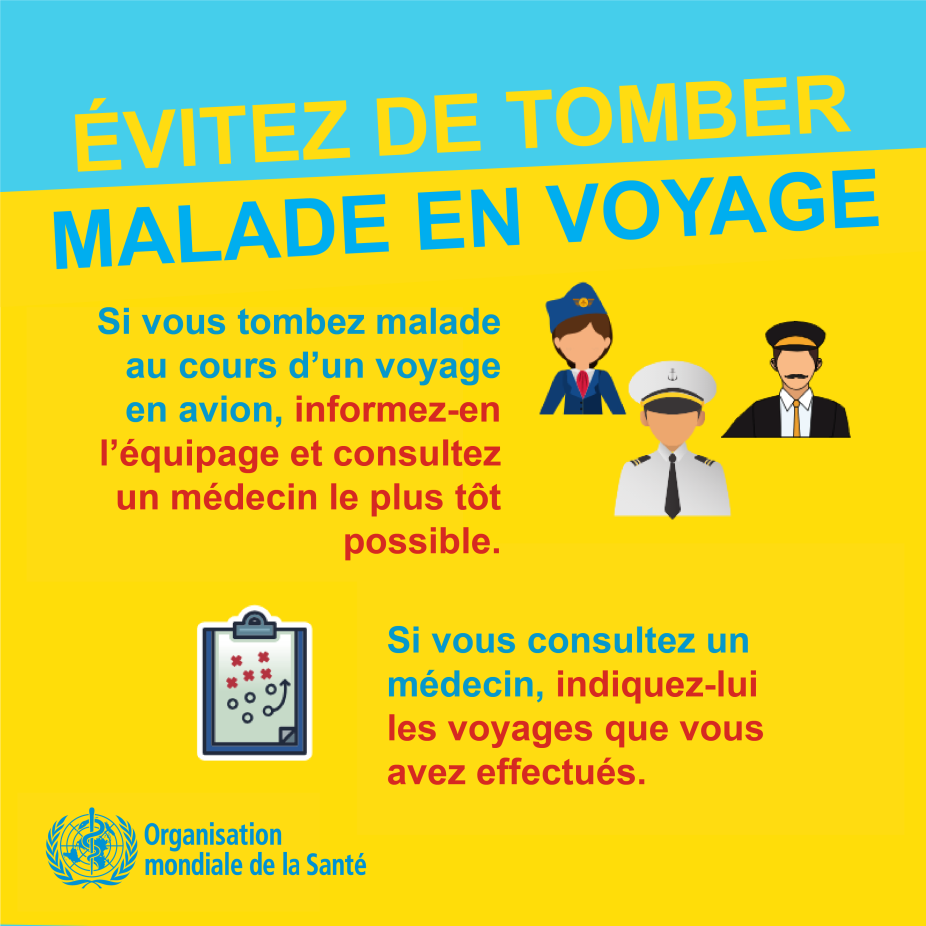 ÉVITEZ DE TOMBER
MALADE EN VOYAGE
Si vous tombez malade
au cours d’un voyage
en avion, informez-en
l’équipage et consultez
un médecin le plus tôt
possible.
Si vous consultez un
médecin, indiquez-lui
les voyages que vous
avez effectués.
Organisation
mondiale de la Santé